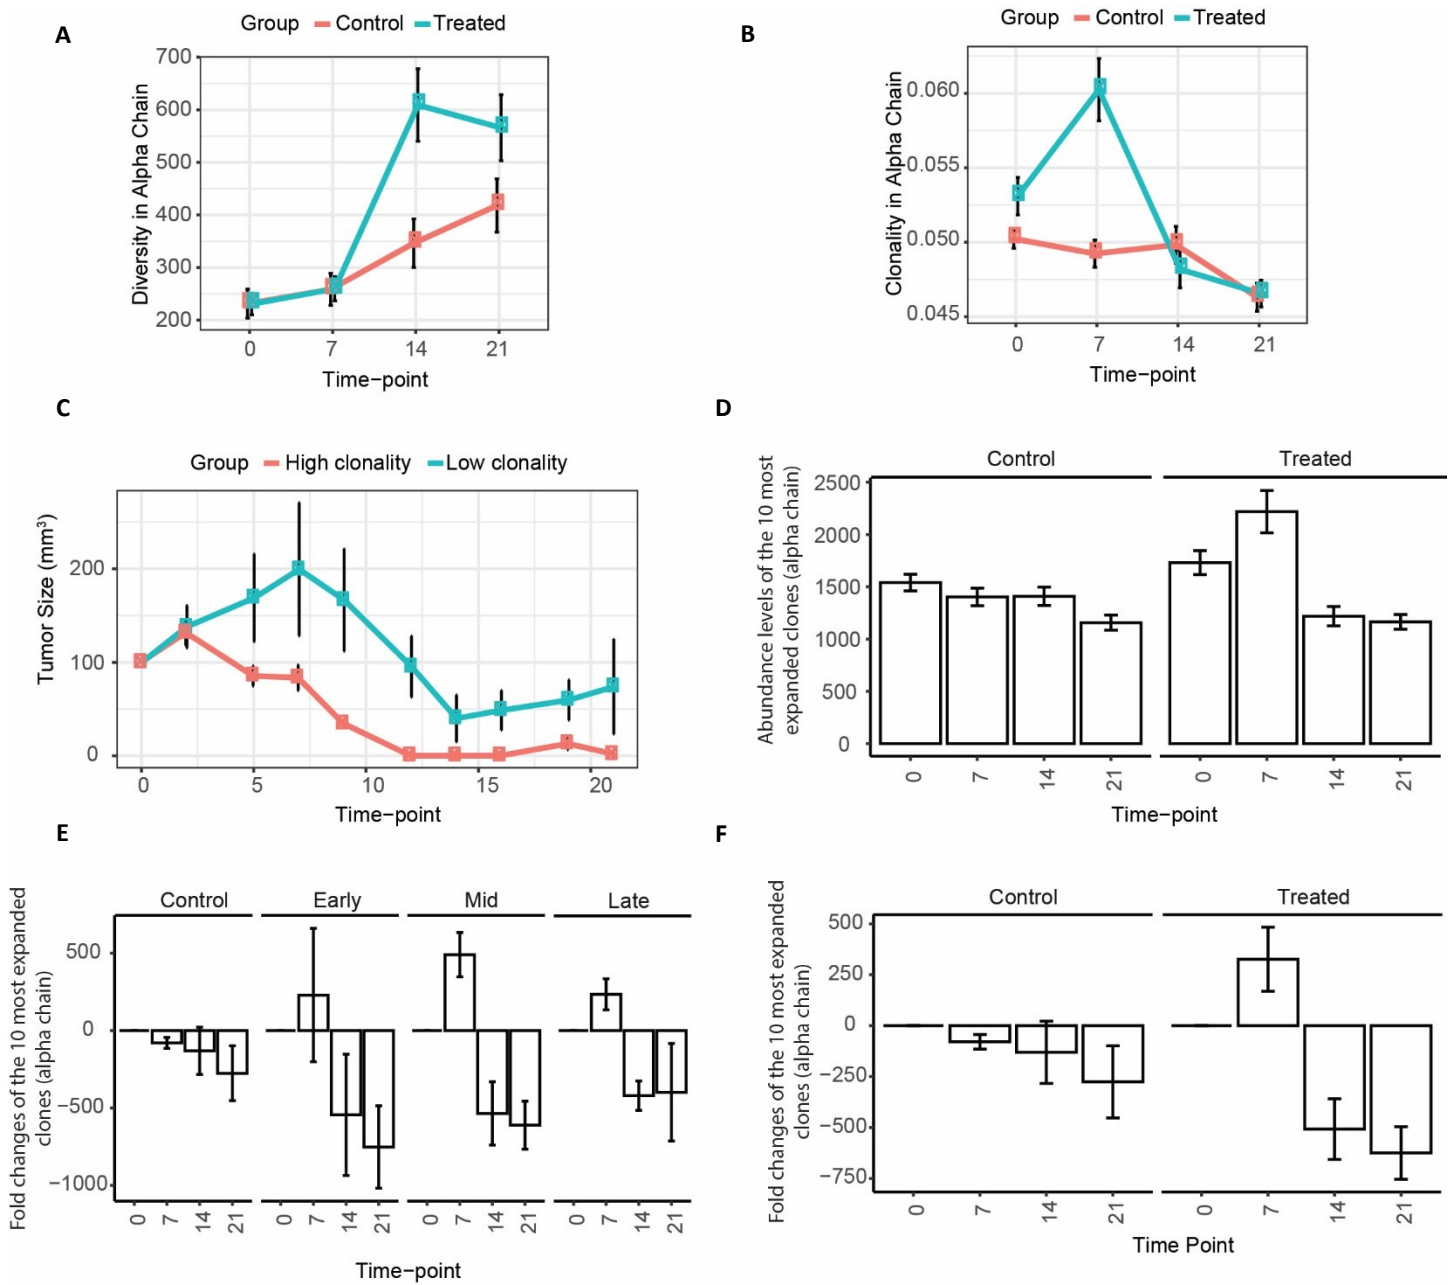 A
Group Control Treated
Diversity in Alpha Chain
700
600
500
400
300
200
0 7 14 21
Time−point
B
Group Control Treated
Clonality in Alpha Chain
0.060
0.055
0.050
0.045
0 7 14 21
Time−point
C
Group High clonality Low clonality
Tumor Size (mm³)
200
100
0
0 5 10 15 20
Time−point
D
Control Treated
Abundance levels of the 10 most
expanded clones (alpha chain)
2500
2000
1500
1000
500
0
0 7 14 21 0 7 14 21
Time−point
E
Control Early Mid Late
Fold changes of the 10 most expanded
clones (alpha chain)
500
0
−500
−1000
0 7 14 21 0 7 14 21 0 7 14 21 0 7 14 21
Time−point
F
Control Treated
Fold changes of the 10 most expanded
clones (alpha chain)
500
250
0
−250
−500
−750
0 7 14 21 0 7 14 21
Time Point